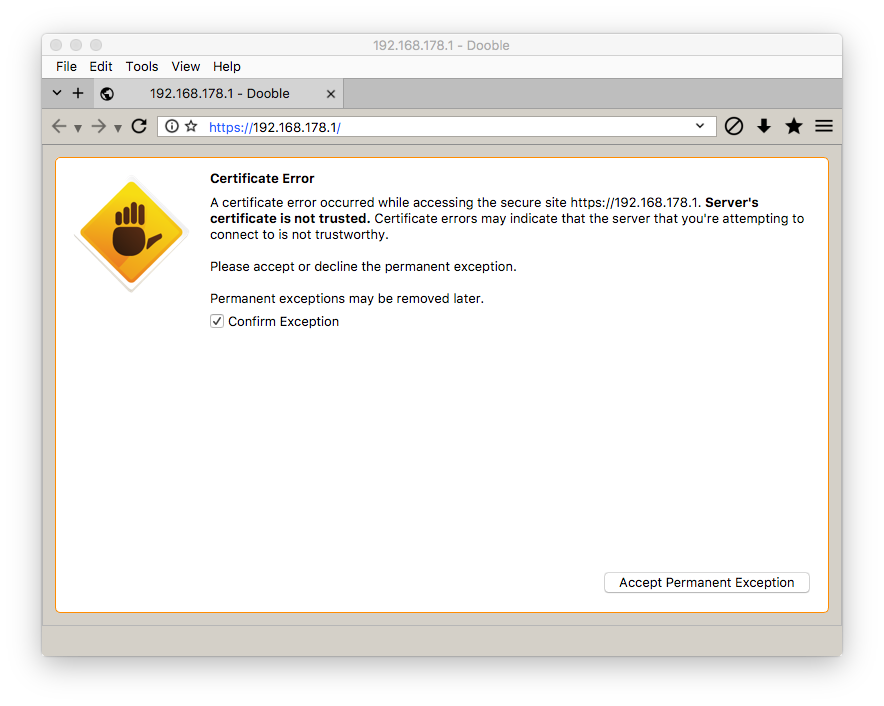 192.168.178.1 - Dooble
File Edit Tools View Help
192.168.178.1 - Dooble
https://192.168.178.1/
Certificate Error
A certificate error occurred while accessing the secure site https://192.168.178.1. Server's
certificate is not trusted. Certificate errors may indicate that the server that you're attempting to
connect to is not trustworthy.
Please accept or decline the permanent exception.
Permanent exceptions may be removed later.
Confirm Exception
Accept Permanent Exception